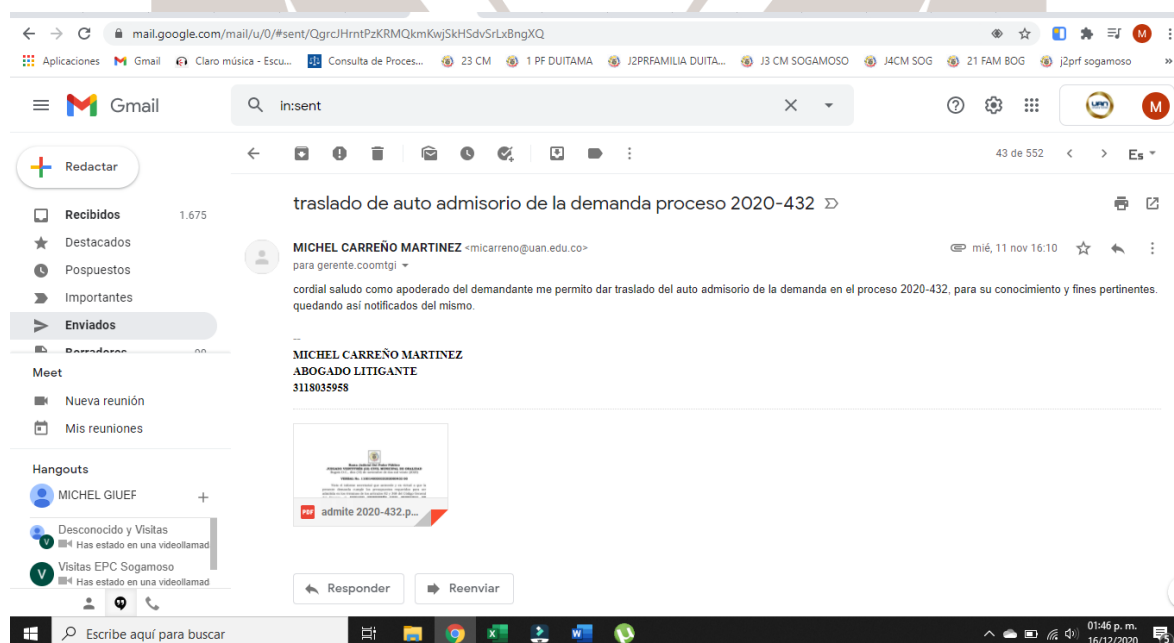 mail.google.com/mail/u/0/#sent/QgrcJHrntPzKRMQkmKwjSkHSdvSrLxBngXQ
M
Aplicaciones Gmail Claro música - Escu... Consulta de Proces... 23 CM 1 PF DUITAMA J2PRFAMILIA DUITA... J3 CM SOGAMOSO J4CM SOG 21 FAM BOG j2prf sogamoso »
Gmail
in:sent
UAN
M
Redactar
43 de 552
Es
Recibidos 1.675
Destacados
Pospuestos
Importantes
Enviados
Borradores
Meet
Nueva reunión
Mis reuniones
Hangouts
MICHEL GIUEF +
Desconocido y Visitas
V
Has estado en una videollamad
Visitas EPC Sogamoso
V
Has estado en una videollamad
traslado de auto admisorio de la demanda proceso 2020-432
MICHEL CARREÑO MARTINEZ <micarreno@uan.edu.co>
mié, 11 nov 16:10
para gerente.coomtgi
cordial saludo como apoderado del demandante me permito dar traslado del auto admisorio de la demanda en el proceso 2020-432, para su conocimiento y fines pertinentes.
quedando así notificados del mismo.
--
MICHEL CARREÑO MARTINEZ
ABOGADO LITIGANTE
3118035958
PDF admite 2020-432.p...
Responder
Reenviar
Escribe aquí para buscar
01:46 p. m.
16/12/2020
5